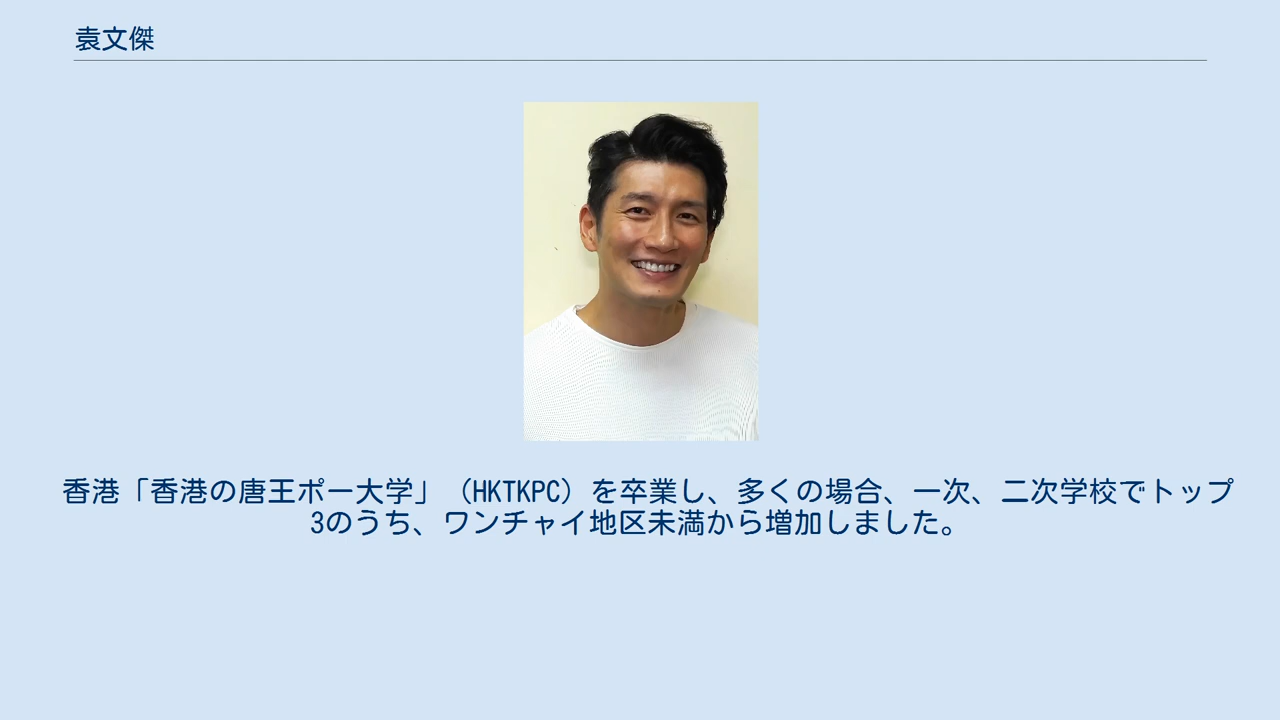 袁文傑
香港「香港の唐王ポー大学」（HKTKPC）を卒業し、多くの場合、一次、二次学校でトップ
3のうち、ワンチャイ地区未満から増加しました。